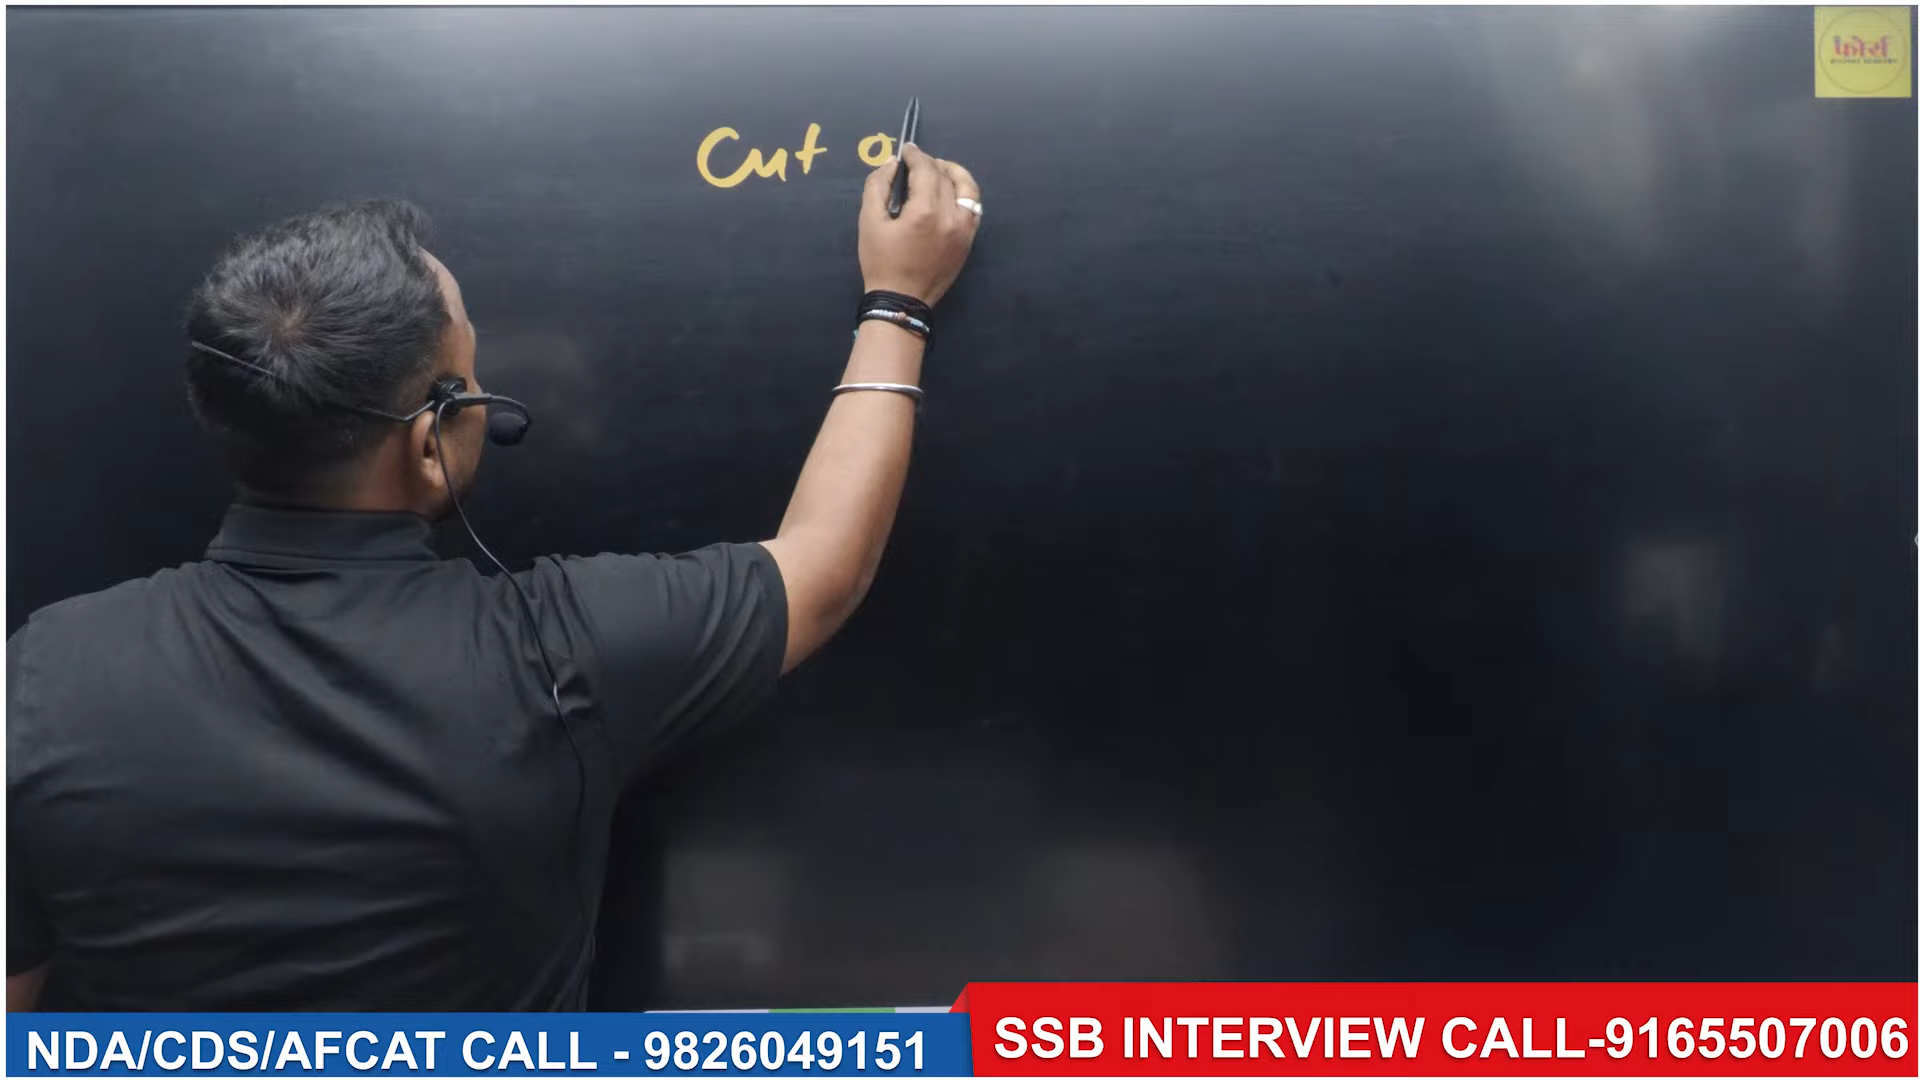 फोर्स
Cut o
NDA/CDS/AFCAT CALL - 9826049151
SSB INTERVIEW CALL-9165507006